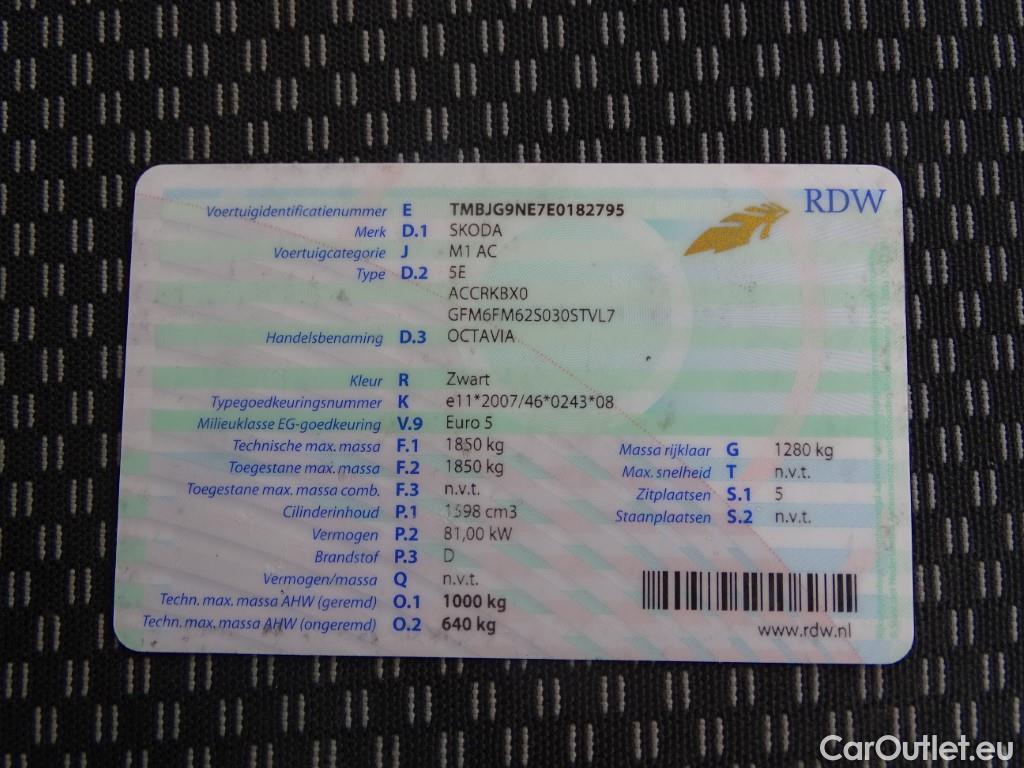 RDW
Voertuigidentificatienummer E TMBJG9NE7E0182795
Merk D.1 SKODA
Voertuigcategorie J M1 AC
Type D.2 5E
ACCRKBX0
GFM6FM62S030STVL7
Handelsbenaming D.3 OCTAVIA
Kleur R Zwart
Typegoedkeuringsnummer K e11*2007/46*0243*08
Milieuklasse EG-goedkeuring V.9 Euro 5
Technische max. massa F.1 1850 kg
Toegestane max. massa F.2 1850 kg
Toegestane max. massa comb. F.3 n.v.t.
Cilinderinhoud P.1 1598 cm3
Vermogen P.2 81,00 kW
Brandstof P.3 D
Vermogen/massa Q n.v.t.
Techn. max. massa AHW (geremd) O.1 1000 kg
Techn. max. massa AHW (ongeremd) O.2 640 kg
Massa rijklaar G 1280 kg
Max. snelheid T n.v.t.
Zitplaatsen S.1 5
Staanplaatsen S.2 n.v.t.
www.rdw.nl
CarOutlet.eu